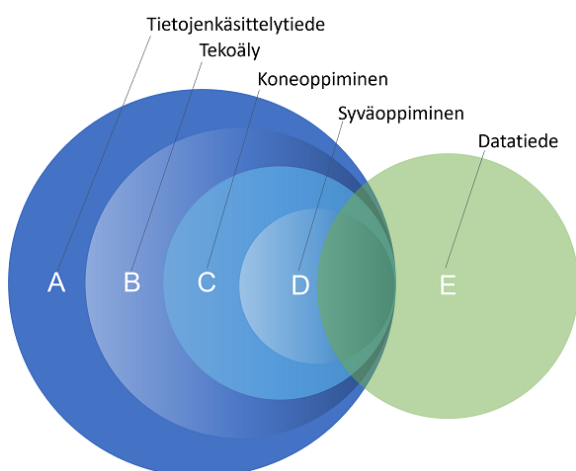 Tietojenkäsittelytiede
Tekoäly
Koneoppiminen
Syväoppiminen
Datatiede
A
B
C
D
E